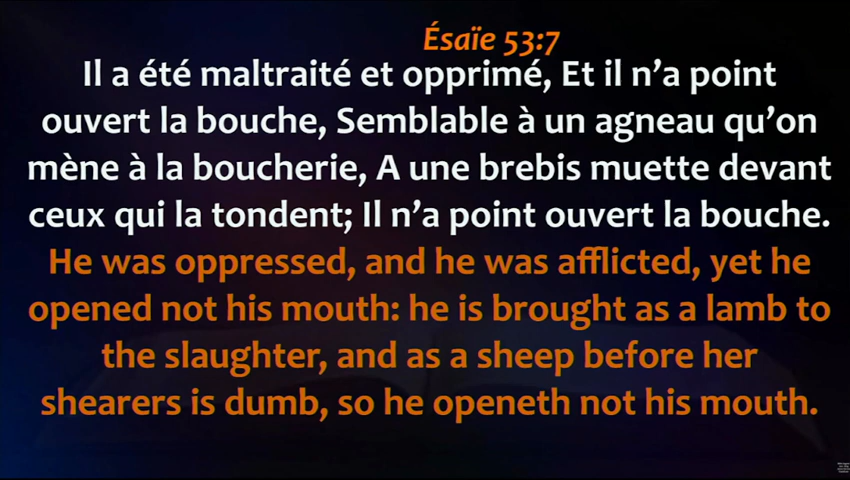 Ésaïe 53:7
Il a été maltraité et opprimé, Et il n’a point
ouvert la bouche, Semblable à un agneau qu’on
mène à la boucherie, A une brebis muette devant
ceux qui la tondent; Il n’a point ouvert la bouche.
He was oppressed, and he was afflicted, yet he
opened not his mouth: he is brought as a lamb to
the slaughter, and as a sheep before her
shearers is dumb, so he openeth not his mouth.